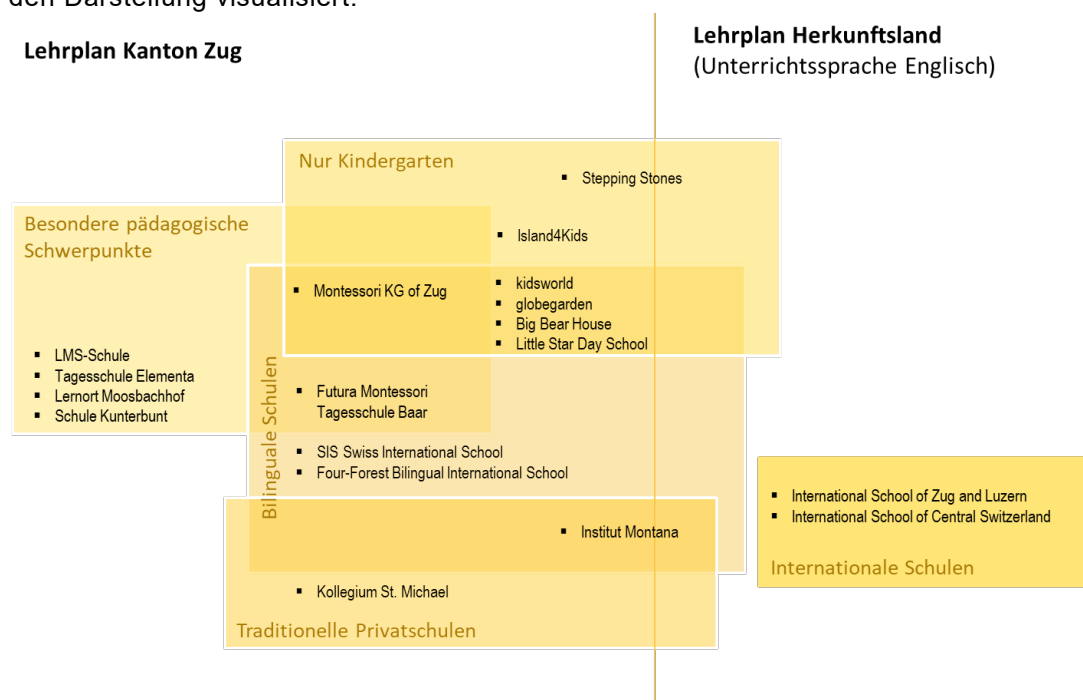 den Darstellung visualisiert.
Lehrplan Kanton Zug
Lehrplan Herkunftsland
(Unterrichtssprache Englisch)
Nur Kindergarten
▪ Stepping Stones
Besondere pädagogische
Schwerpunkte
▪ Island4Kids
▪ Montessori KG of Zug
▪ kidsworld
▪ globegarden
▪ Big Bear House
▪ Little Star Day School
▪ LMS-Schule
▪ Tagesschule Elementa
▪ Lernort Moosbachhof
▪ Schule Kunterbunt
Bilinguale Schulen
▪ Futura Montessori
Tagesschule Baar
▪ SIS Swiss International School
▪ Four-Forest Bilingual International School
▪ International School of Zug and Luzern
▪ International School of Central Switzerland
Internationale Schulen
▪ Institut Montana
▪ Kollegium St. Michael
Traditionelle Privatschulen